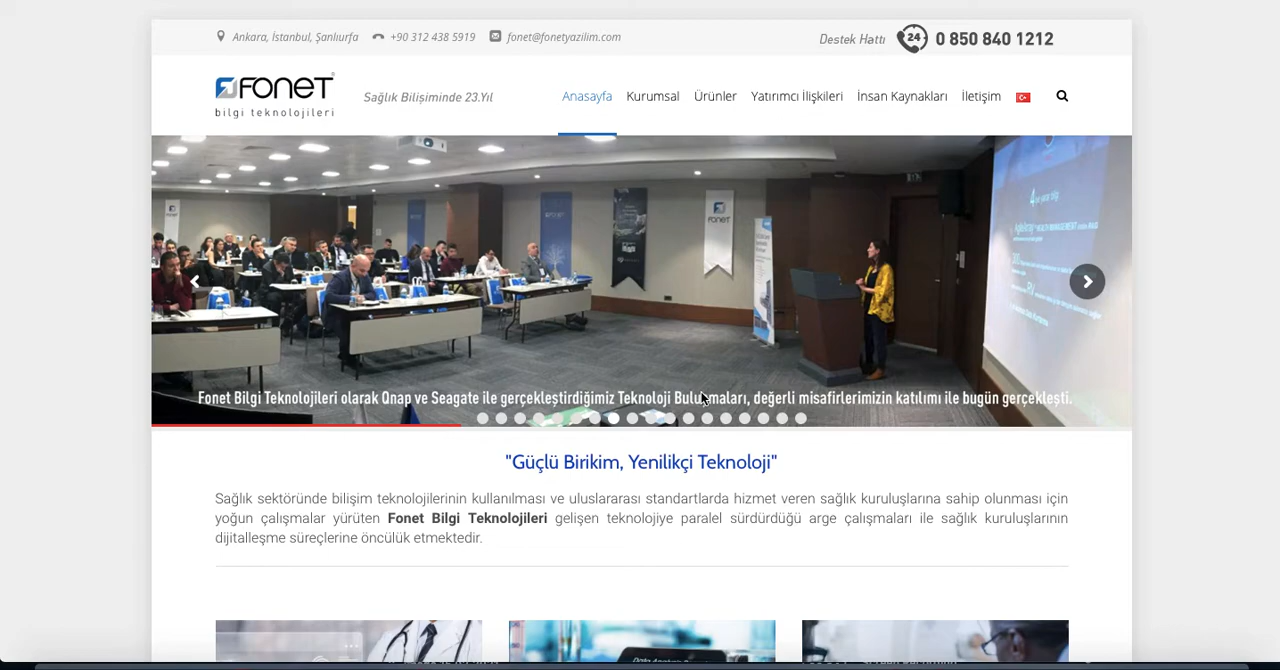 Ankara, İstanbul, Şanlıurfa +90 312 438 5919 fonet@fonetyazilim.com Destek Hattı 24 0 850 840 1212
FONET
bilgi teknolojileri
Sağlık Bilişiminde 23.Yıl
Anasayfa Kurumsal Ürünler Yatırımcı İlişkileri İnsan Kaynakları İletişim
FONET
Fonet Bilgi Teknolojileri olarak Qnap ve Seagate ile gerçekleştirdiğimiz Teknoloji Buluşmaları, değerli misafirlerimizin katılımı ile bugün gerçekleşti.
"Güçlü Birikim, Yenilikçi Teknoloji"
Sağlık sektöründe bilişim teknolojilerinin kullanılması ve uluslararası standartlarda hizmet veren sağlık kuruluşlarına sahip olunması için
yoğun çalışmalar yürüten Fonet Bilgi Teknolojileri gelişen teknolojiye paralel sürdürdüğü arge çalışmaları ile sağlık kuruluşlarının
dijitalleşme süreçlerine öncülük etmektedir.